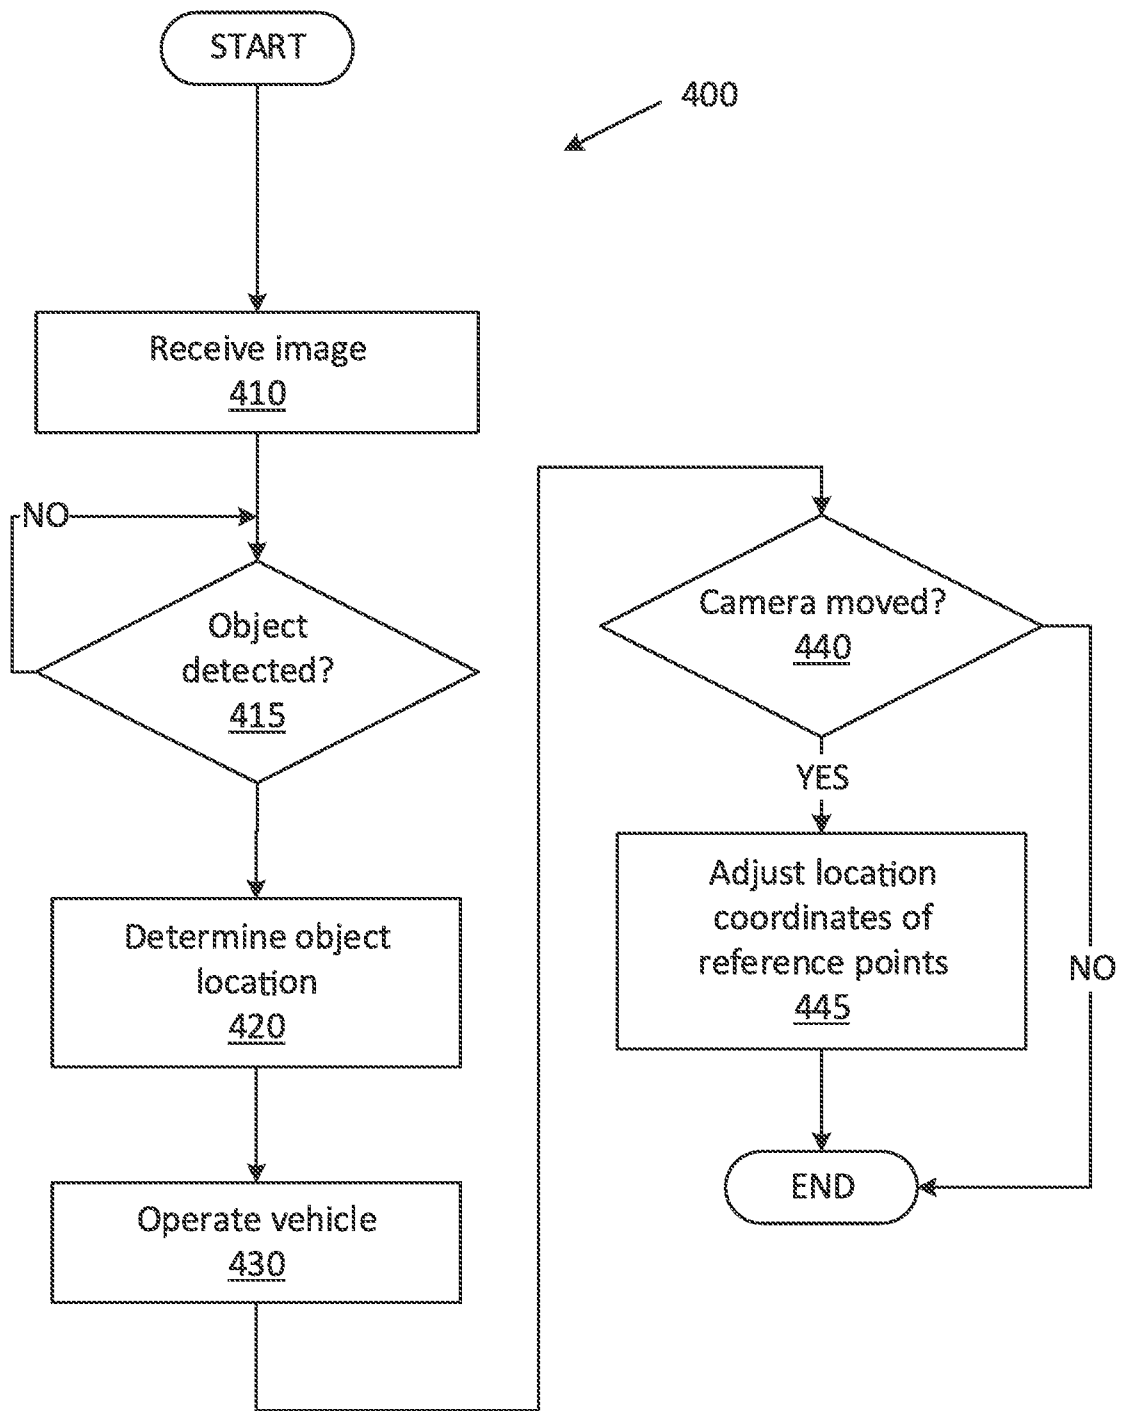 START
400
Receive image
410
NO
Object
detected?
415
Determine object
location
420
Operate vehicle
430
Camera moved?
440
YES
Adjust location
coordinates of
reference points
445
NO
END